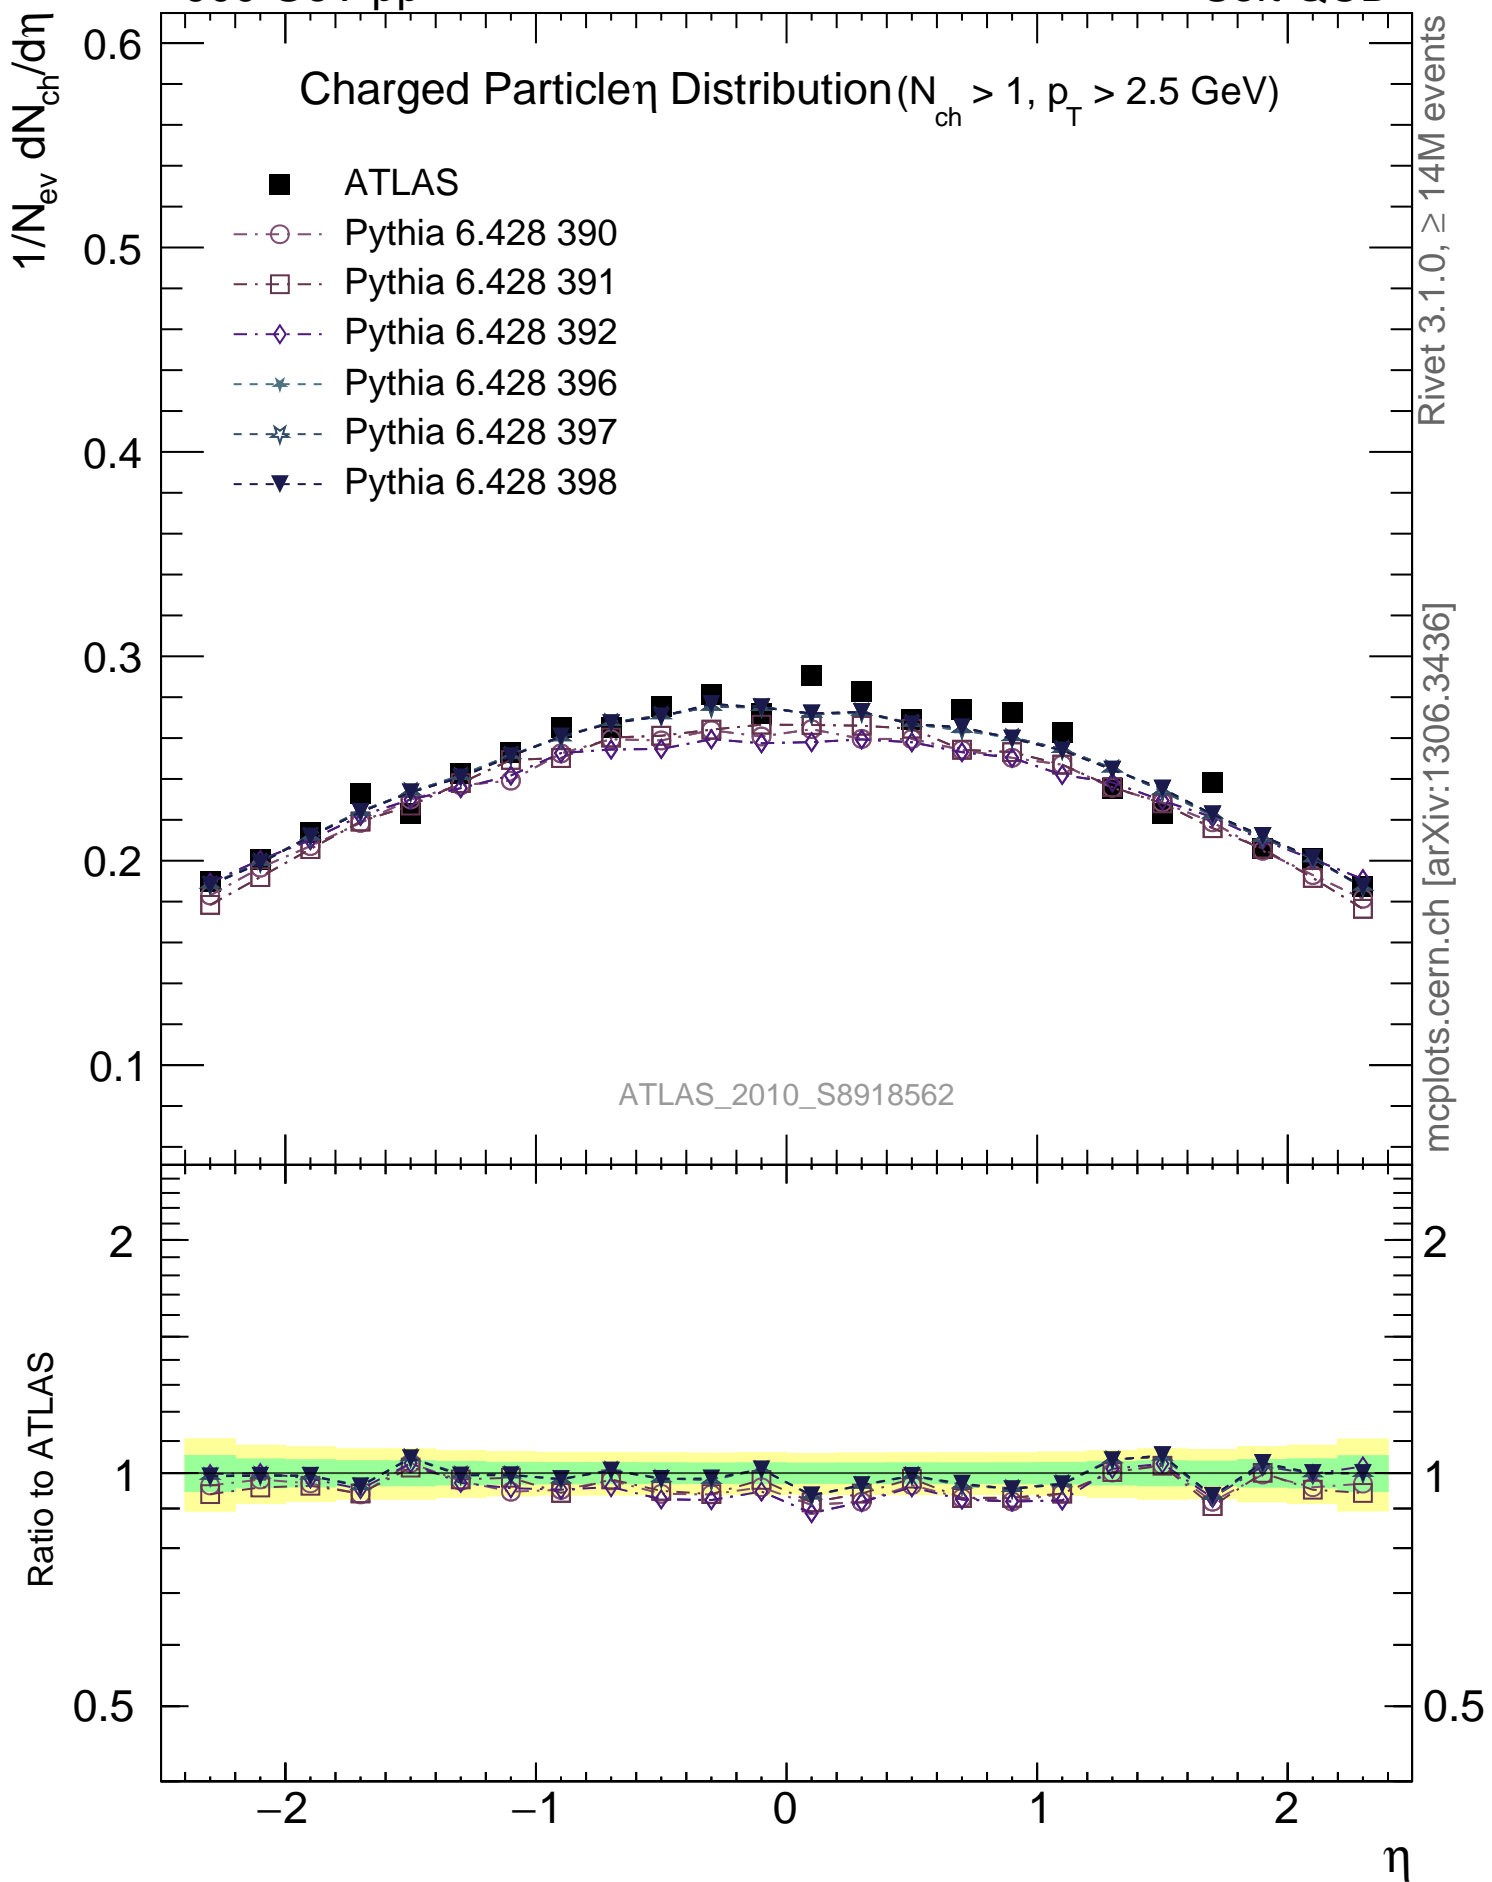 1/N_ev dN_ch/dη
Charged Particleη Distribution (N_ch > 1, p_T > 2.5 GeV)
ATLAS
Pythia 6.428 390
Pythia 6.428 391
Pythia 6.428 392
Pythia 6.428 396
Pythia 6.428 397
Pythia 6.428 398
0.6
0.5
0.4
0.3
0.2
0.1
ATLAS_2010_S8918562
Rivet 3.1.0, ≥ 14M events
mcplots.cern.ch [arXiv:1306.3436]
Ratio to ATLAS
2
1
0.5
2
1
0.5
−2
−1
0
1
2
η